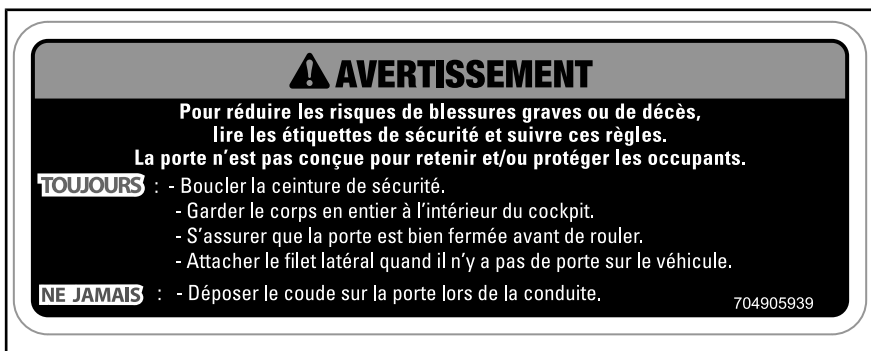 AVERTISSEMENT
Pour réduire les risques de blessures graves ou de décès,
lire les étiquettes de sécurité et suivre ces règles.
La porte n'est pas conçue pour retenir et/ou protéger les occupants.
TOUJOURS : - Boucler la ceinture de sécurité.
- Garder le corps en entier à l'intérieur du cockpit.
- S'assurer que la porte est bien fermée avant de rouler.
- Attacher le filet latéral quand il n'y a pas de porte sur le véhicule.
NE JAMAIS : - Déposer le coude sur la porte lors de la conduite.
704905939